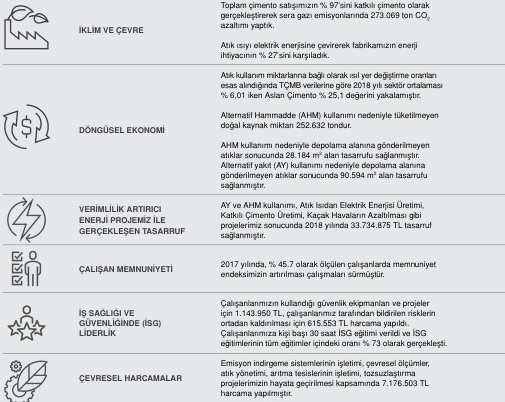 Toplam çimento satışımızın % 97'sini katkılı çimento olarak
gerçekleştirerek sera gazı emisyonlarında 273.069 ton CO₂
azaltımı yaptık.
İKLİM VE ÇEVRE
Atık ısıyı elektrik enerjisine çevirerek fabrikamızın enerji
ihtiyacının % 27'sini karşıladık.
Atık kullanım miktarlarına bağlı olarak ısıl yer değiştirme oranları
esas alındığında TÇMB verilerine göre 2018 yılı sektör ortalaması
% 6,01 iken Aslan Çimento % 25,1 değerini yakalamıştır.
Alternatif Hammadde (AHM) kullanımı nedeniyle tüketilmeyen
doğal kaynak miktarı 252.632 tondur.
DÖNGÜSEL EKONOMİ
AHM kullanımı nedeniyle depolama alanına gönderilmeyen
atıklar sonucunda 28.184 m² alan tasarrufu sağlanmıştır.
Alternatif yakıt (AY) kullanımı nedeniyle depolama alanına
gönderilmeyen atıklar sonucunda 90.594 m² alan tasarrufu
sağlanmıştır.
VERİMLİLİK ARTIRICI
ENERJİ PROJEMİZ İLE
GERÇEKLEŞEN TASARRUF
AY ve AHM kullanımı, Atık Isıdan Elektrik Enerjisi Üretimi,
Katkılı Çimento Üretimi, Kaçak Havaların Azaltılması gibi
projelerimiz sonucunda 2018 yılında 33.734.875 TL tasarruf
sağlanmıştır.
ÇALIŞAN MEMNUNİYETİ
2017 yılında, % 45.7 olarak ölçülen çalışanlarda memnuniyet
endeksimizin artırılması çalışmaları sürmüştür.
İŞ SAĞLIĞI VE
GÜVENLİĞİNDE (İSG)
LİDERLİK
Çalışanlarımızın kullandığı güvenlik ekipmanları ve projeler
için 1.143.950 TL, çalışanlarımız tarafından bildirilen risklerin
ortadan kaldırılması için 615.553 TL harcama yapıldı.
Çalışanlarımıza kişi başı 30 saat İSG eğitimi verildi ve İSG
eğitimlerinin tüm eğitimler içindeki oranı % 73 olarak gerçekleşti.
ÇEVRESEL HARCAMALAR
Emisyon indirgeme sistemlerinin işletimi, çevresel ölçümler,
atık yönetimi, arıtma tesislerinin işletimi, tozsuzlaştırma
projelerimizin hayata geçirilmesi kapsamında 7.176.503 TL
harcama yapılmıştır.